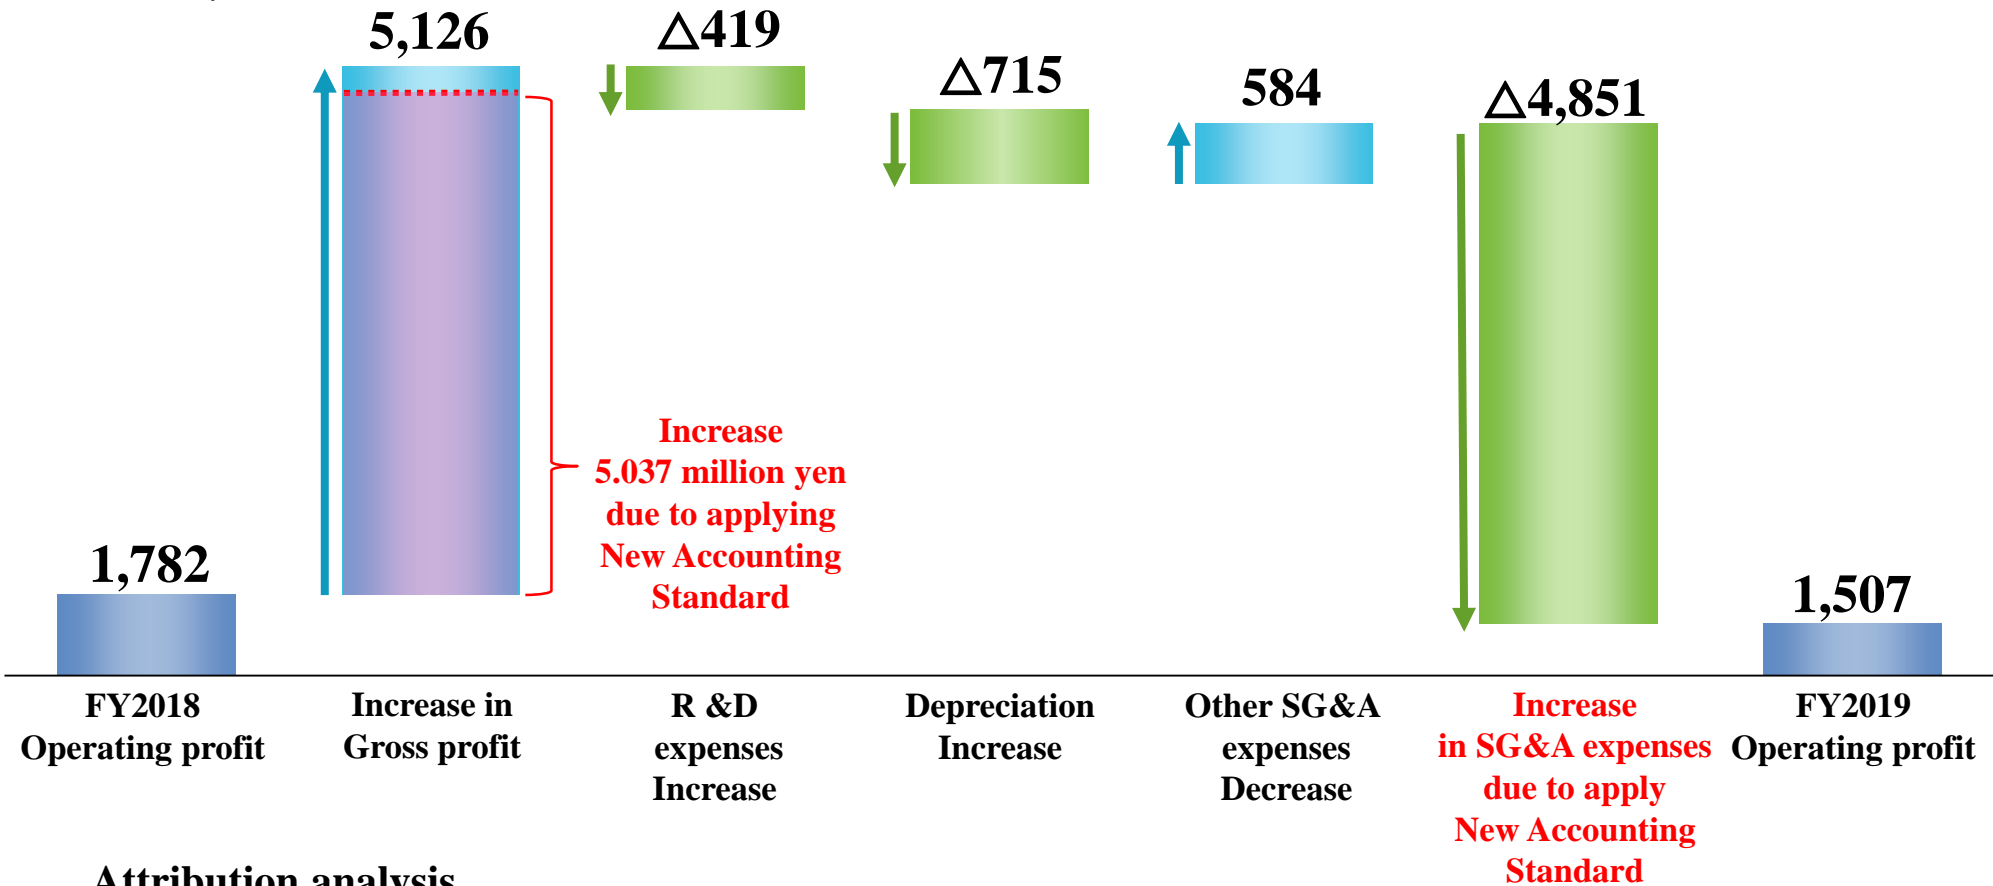 5,126
△419
△715
584
△4,851
1,782
1,507
Increase
5.037 million yen
due to applying
New Accounting
Standard
FY2018
Operating profit
Increase in
Gross profit
R &D
expenses
Increase
Depreciation
Increase
Other SG&A
expenses
Decrease
Increase
in SG&A expenses
due to apply
New Accounting
Standard
FY2019
Operating profit
Attribution analysis